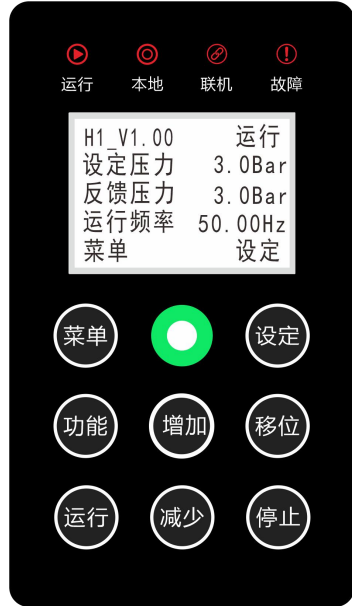 运行 本地 联机 故障
H1_V1.00 运行
设定压力 3.0Bar
反馈压力 3.0Bar
运行频率 50.00Hz
菜单 设定
菜单 设定
功能 增加 移位
运行 减少 停止